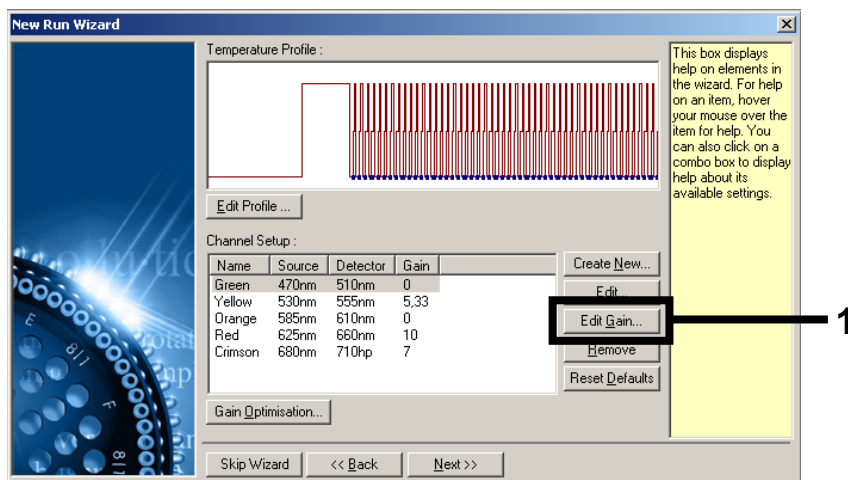 New Run Wizard
Temperature Profile :
Edit Profile ...
Channel Setup :
Name Source Detector Gain
Green 470nm 510nm 0
Yellow 530nm 555nm 5,33
Orange 585nm 610nm 0
Red 625nm 660nm 10
Crimson 680nm 710hp 7
Create New...
Edit...
Edit Gain...
Remove
Reset Defaults
Gain Optimisation...
Skip Wizard
<< Back
Next >>
This box displays
help on elements in
the wizard. For help
on an item, hover
your mouse over the
item for help. You
can also click on a
combo box to display
help about its
available settings.
1